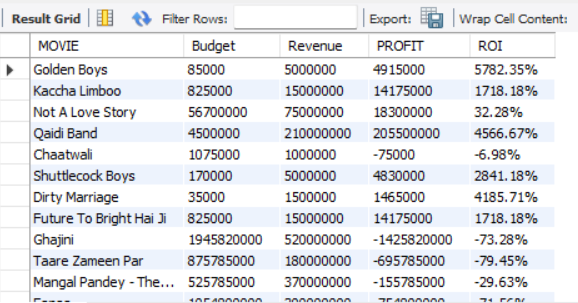 Result Grid Filter Rows: Export: Wrap Cell Content:
MOVIE Budget Revenue PROFIT ROI
Golden Boys 85000 5000000 4915000 5782.35%
Kaccha Limboo 825000 15000000 14175000 1718.18%
Not A Love Story 56700000 75000000 18300000 32.28%
Qaidi Band 4500000 210000000 205500000 4566.67%
Chaatwali 1075000 1000000 -75000 -6.98%
Shuttlecock Boys 170000 5000000 4830000 2841.18%
Dirty Marriage 35000 1500000 1465000 4185.71%
Future To Bright Hai Ji 825000 15000000 14175000 1718.18%
Ghajini 1945820000 520000000 -1425820000 -73.28%
Taare Zameen Par 875785000 180000000 -695785000 -79.45%
Mangal Pandey - The... 525785000 370000000 -155785000 -29.63%